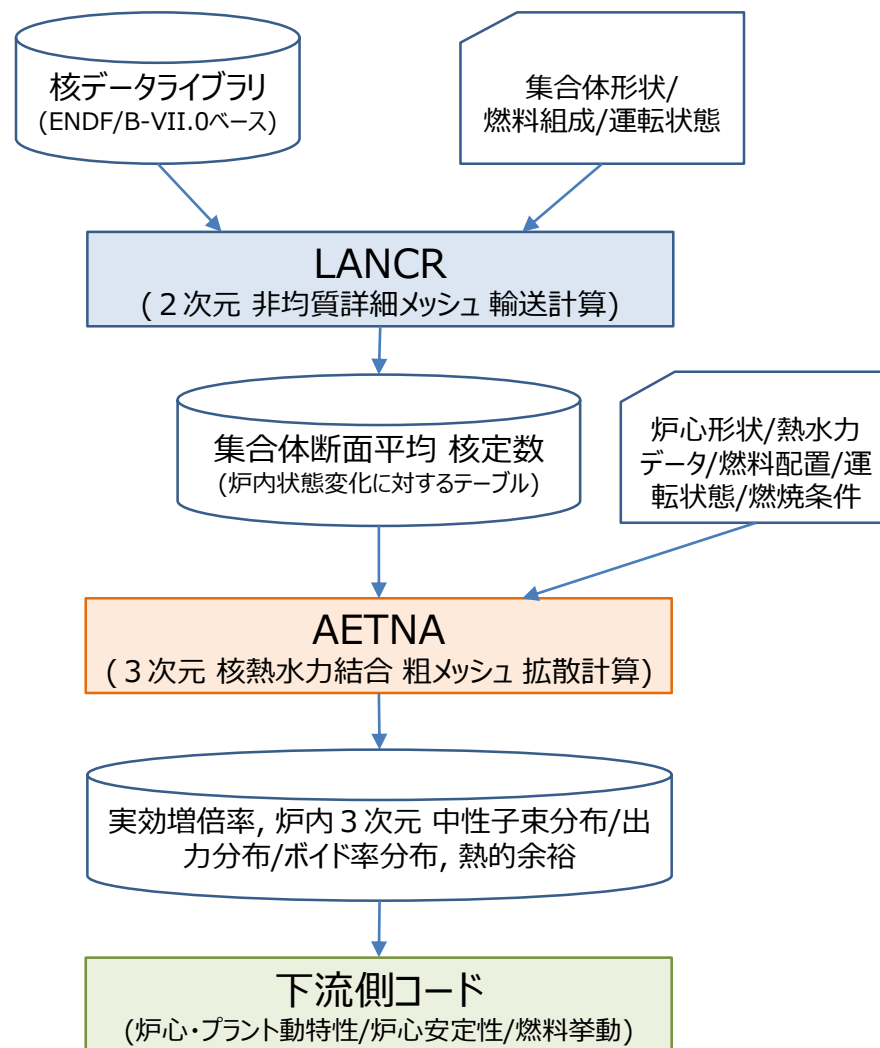 核データライブラリ
(ENDF/B-VII.0ベース)
集合体形状/
燃料組成/運転状態
LANCR
(２次元 非均質詳細メッシュ 輸送計算)
集合体断面平均 核定数
(炉内状態変化に対するテーブル)
炉心形状/熱水力
データ/燃料配置/運
転状態/燃焼条件
AETNA
(３次元 核熱水力結合 粗メッシュ 拡散計算)
実効増倍率, 炉内３次元 中性子束分布/出
力分布/ボイド率分布, 熱的余裕
下流側コード
(炉心・プラント動特性/炉心安定性/燃料挙動)